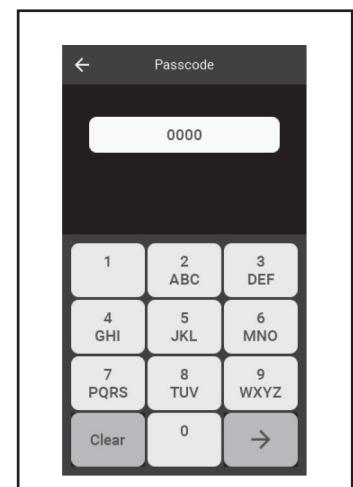 Passcode
0000
1 2 3
ABC DEF
4 5 6
GHI JKL MNO
7 8 9
PQRS TUV WXYZ
Clear 0